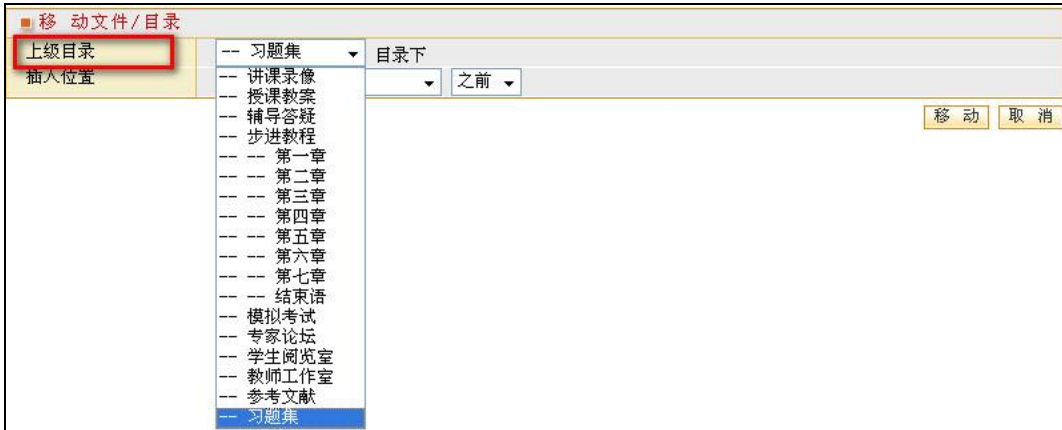 移 动文件/目录
上级目录 -- 习题集 目录下
插入位置 之前
-- 讲课录像
-- 授课教案
-- 辅导答疑
-- 步进教程
-- -- 第一章
-- -- 第二章
-- -- 第三章
-- -- 第四章
-- -- 第五章
-- -- 第六章
-- -- 第七章
-- -- 结束语
-- 模拟考试
-- 专家论坛
-- 学生阅览室
-- 教师工作室
-- 参考文献
-- 习题集
移 动 取 消